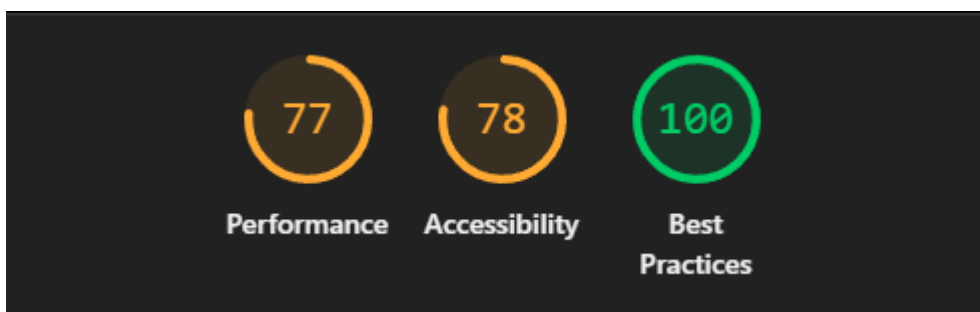 77
78
100
Performance
Accessibility
Best
Practices